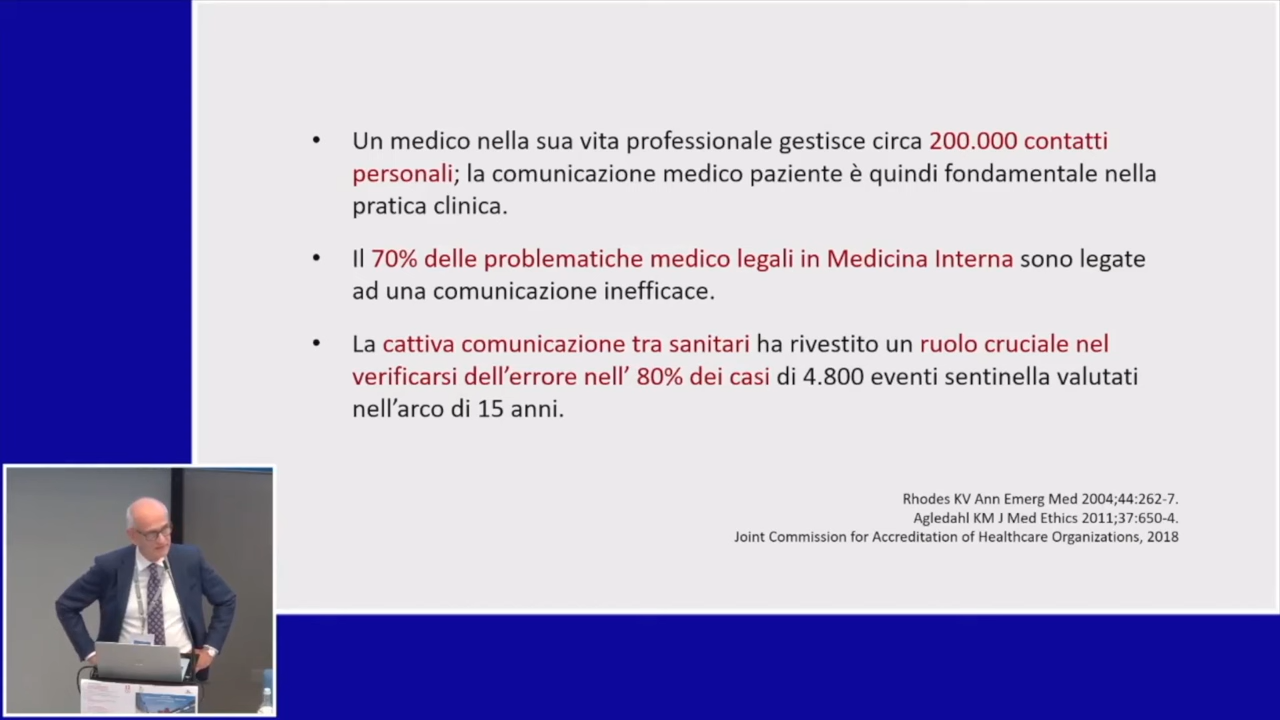 • Un medico nella sua vita professionale gestisce circa 200.000 contatti
personali; la comunicazione medico paziente è quindi fondamentale nella
pratica clinica.
• Il 70% delle problematiche medico legali in Medicina Interna sono legate
ad una comunicazione inefficace.
• La cattiva comunicazione tra sanitari ha rivestito un ruolo cruciale nel
verificarsi dell’errore nell’ 80% dei casi di 4.800 eventi sentinella valutati
nell’arco di 15 anni.
Rhodes KV Ann Emerg Med 2004;44:262-7.
Agledahl KM J Med Ethics 2011;37:650-4.
Joint Commission for Accreditation of Healthcare Organizations, 2018